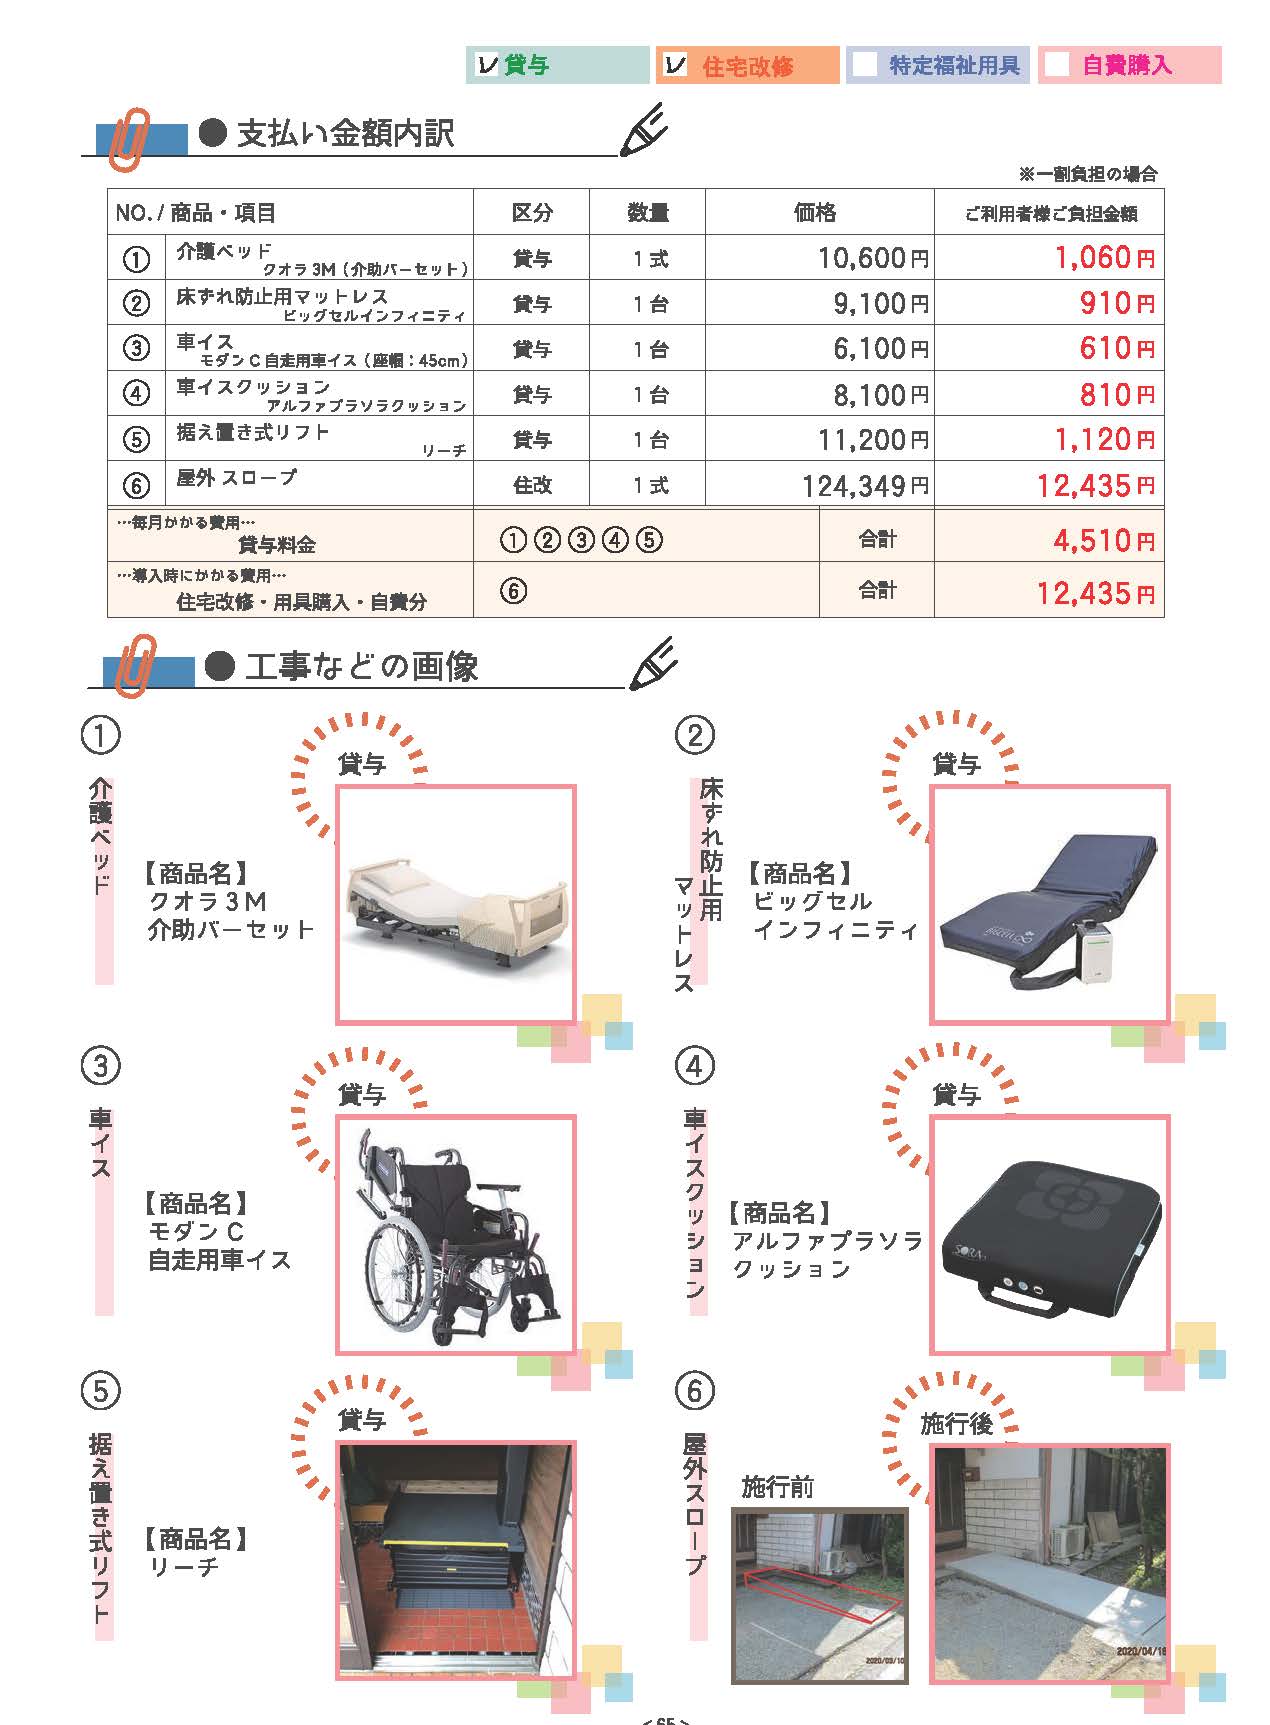 貸与
住宅改修
特定福祉用具
自費購入
● 支払い金額内訳
※一割負担の場合
NO. / 商品・項目 区分 数量 価格 ご利用者様ご負担金額
① 介護ベッド
クオラ 3M（介助バーセット） 貸与 1 式 10,600円 1,060円
② 床ずれ防止用マットレス
ビッグセルインフィニティ 貸与 1 台 9,100円 910円
③ 車イス
モダン C 自走用車イス（座幅：45cm） 貸与 1 台 6,100円 610円
④ 車イスクッション
アルファプラソラクッション 貸与 1 台 8,100円 810円
⑤ 据え置き式リフト
リーチ 貸与 1 台 11,200円 1,120円
⑥ 屋外 スロープ 住改 1 式 124,349円 12,435円
…毎月かかる費用…
貸与料金 ①②③④⑤ 合計 4,510円
…導入時にかかる費用…
住宅改修・用具購入・自費分 ⑥ 合計 12,435円
● 工事などの画像
①
介護ベッド
貸与
【商品名】
クオラ 3 M
介助バーセット
②
床ずれ防止用
マットレス
貸与
【商品名】
ビッグセル
インフィニティ
③
車イス
貸与
【商品名】
モダン C
自走用車イス
④
車イスクッション
貸与
【商品名】
アルファプラソラ
クッション
SORA
⑤
据え置き式リフト
貸与
【商品名】
リーチ
⑥
屋外スロープ
施行前
2020/03/10
施行後
2020/04/18
< 65 >